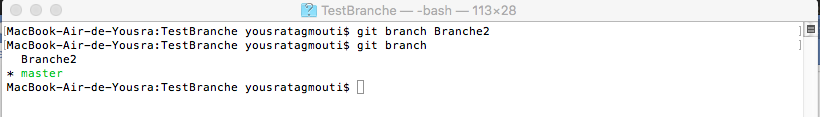 TestBranche — -bash — 113×28
[MacBook-Air-de-Yousra:TestBranche yousratagmouti$ git branch Branche2 ]
[MacBook-Air-de-Yousra:TestBranche yousratagmouti$ git branch ]
Branche2
* master
MacBook-Air-de-Yousra:TestBranche yousratagmouti$